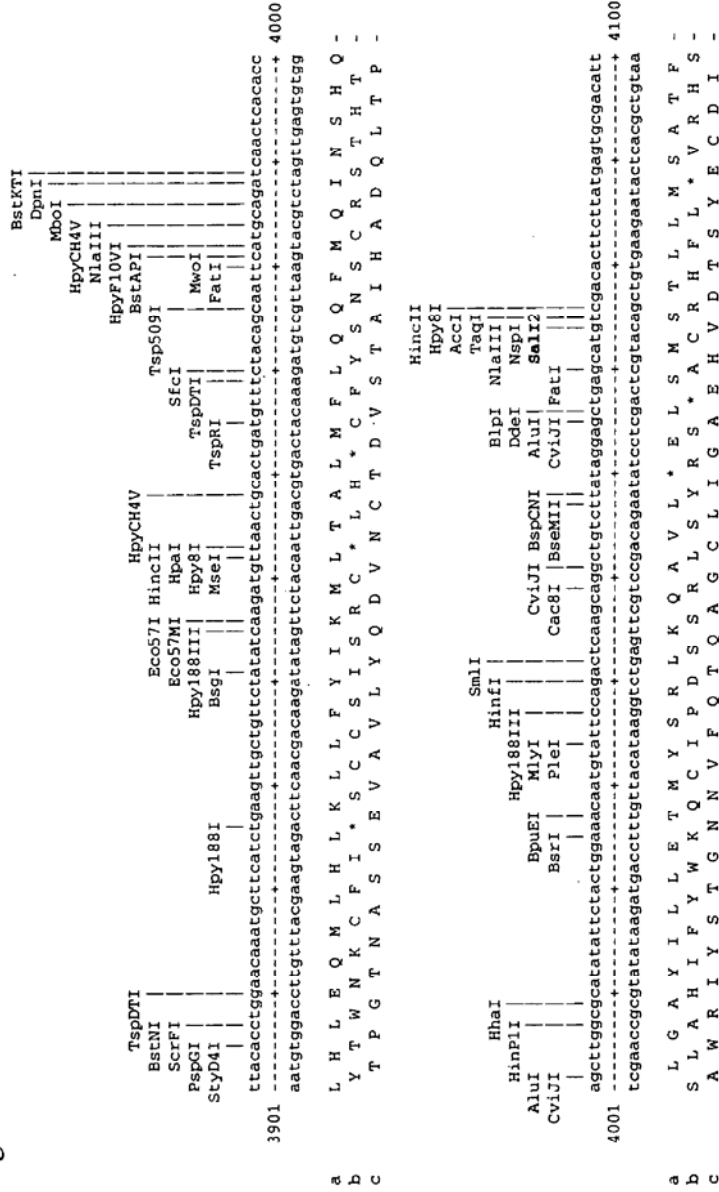 BstKTI
DpnI
MboI
HpyCH4V
NlaIII
HpyF10VI
TspDTI HpyCH4V BstAPI
BstNI Eco57I HincII Tsp509I
ScrFI Eco57MI HpaI SfcI
PspGI Hpy188III Hpy8I TspDTI MwoI
StyD4I Hpy188I BsgI MseI TspRI FatI
ttacacctggaacaaatgcttcatctgaagttgctgttctatatcaagatgttaactgcactgatgtttctacagcaattcatgcagatcaactcacacc
3901 ---------+---------+---------+---------+---------+---------+---------+---------+---------+---------+ 4000
aatgtggaccttgtttacgaagtagacttcaacgacaagatatagttctacaattgacgtgactacaaagatgtcgttaagtacgtctagttgagtgtgg
a L H L E Q M L H L K L L F Y I K M L T A L M F L Q Q F M Q I N S H Q -
b Y T W N K C F I * S C C S I S R C * L H * C F Y S N S C R S T H T -
c T P G T N A S S E V A V L Y Q D V N C T D V S T A I H A D Q L T P -
HincII
Hpy8I
AccI
SmlI TaqI
HhaI HinfI BlpI NlaIII
HinP1I Hpy188III DdeI NspI
AluI BpuEI MlyI CviJI BspCNI AluI SalI2
CviJI BsrI PleI Cac8I BseMII CviJI FatI
agcttggcgcatatattctactggaaacaatgtattccagactcaagcaggctgtcttataggagctgagcatgtcgacacttcttatgagtgcgacatt
4001 ---------+---------+---------+---------+---------+---------+---------+---------+---------+---------+ 4100
tcgaaccgcgtatataagatgacctttgttacataaggtctgagttcgtccgacagaatatcctcgactcgtacagctgtgaagaatactcacgctgtaa
a S L G A Y I L L E T M Y S R L K Q A V L * E L S M S T L L M S A T F -
b S L A H I F Y W K Q C I P D S S R L S Y R S * A C R H F L * V R H S -
c A W R I Y S T G N N V F Q T Q A G C L I G A E H V D T S Y E C D I -